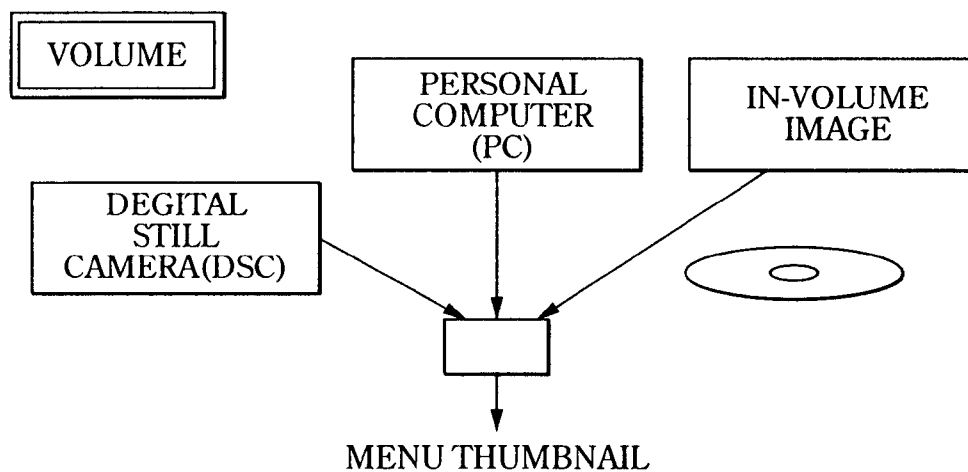 VOLUME
PERSONAL
COMPUTER
(PC)
IN-VOLUME
IMAGE
DEGITAL
STILL
CAMERA(DSC)
MENU THUMBNAIL